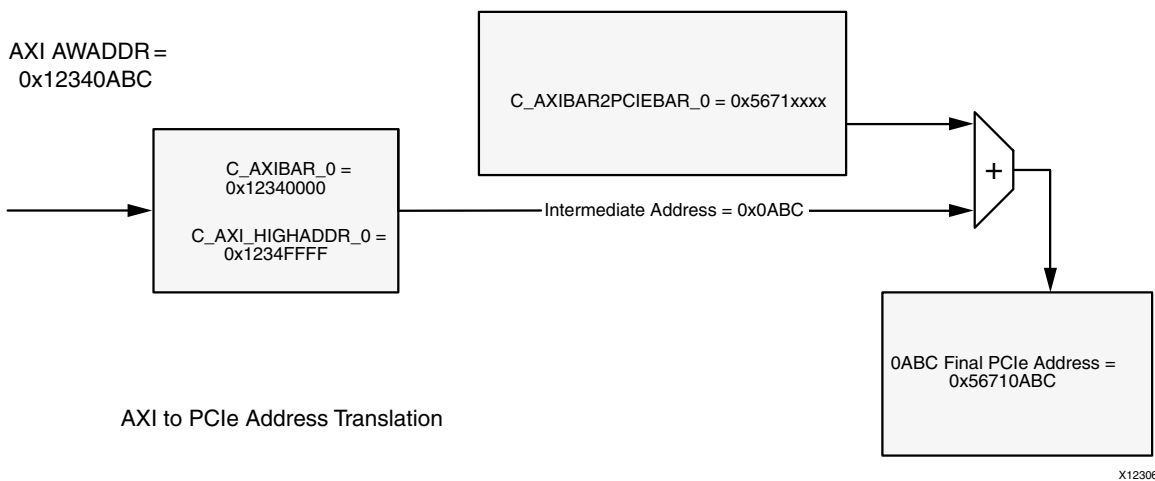 AXI AWADDR =
0x12340ABC
C_AXIBAR2PCIEBAR_0 = 0x5671xxxx
C_AXIBAR_0 =
0x12340000
C_AXI_HIGHADDR_0 =
0x1234FFFF
Intermediate Address = 0x0ABC
+
0ABC Final PCIe Address =
0x56710ABC
AXI to PCIe Address Translation
X12306